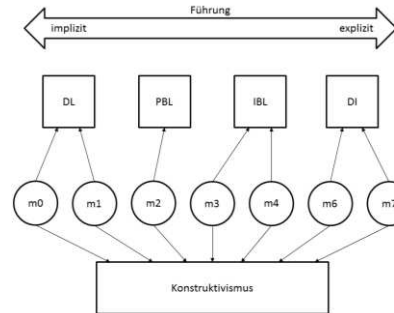 Führung
implizit explizit
DL PBL IBL DI
m0 m1 m2 m3 m4 m6 m7
Konstruktivismus